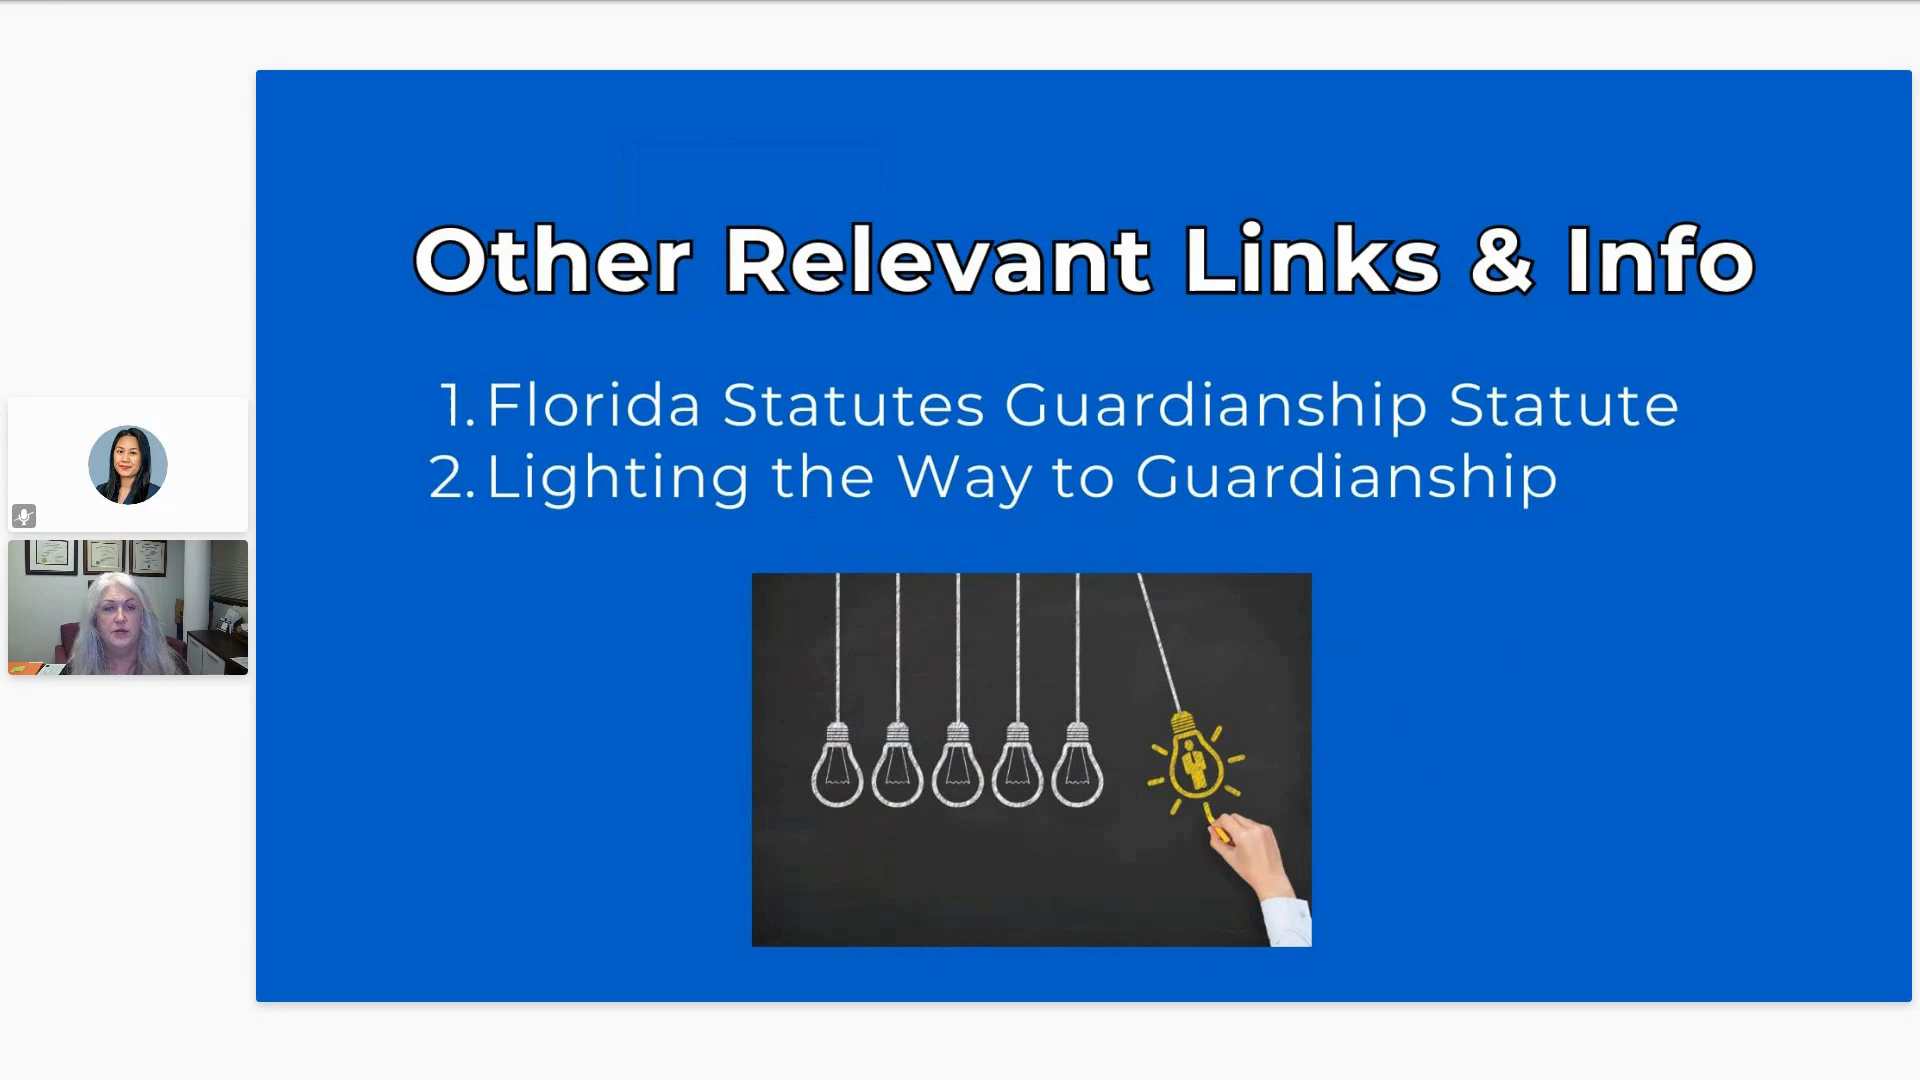 Other Relevant Links & Info
1. Florida Statutes Guardianship Statute
2. Lighting the Way to Guardianship